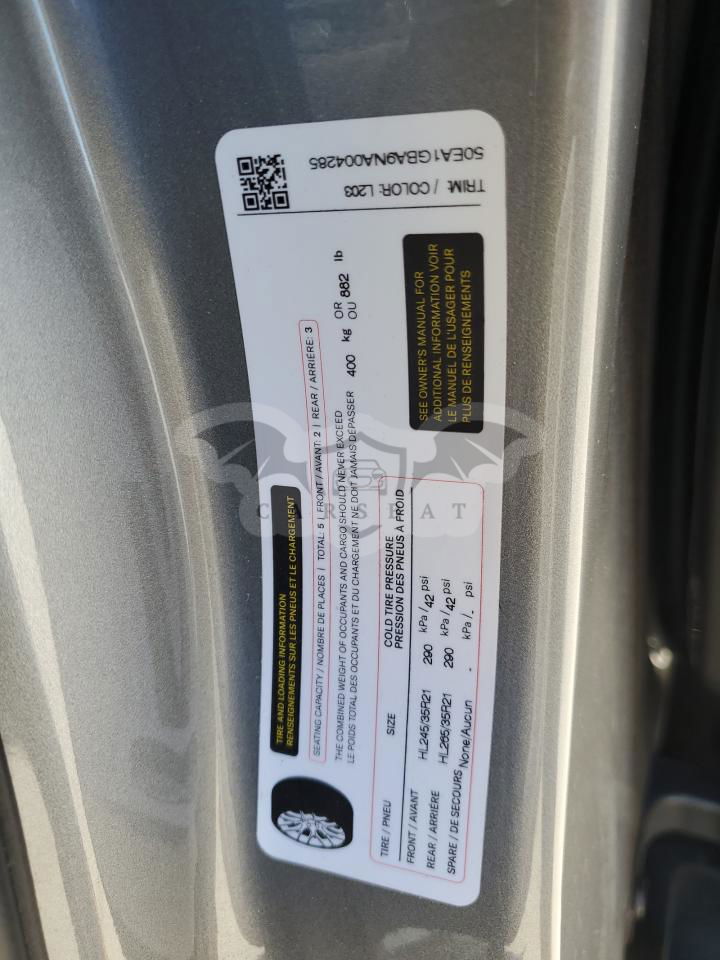 TIRE AND LOADING INFORMATION
RENSEIGNEMENTS SUR LES PNEUS ET LE CHARGEMENT
SEATING CAPACITY / NOMBRE DE PLACES | TOTAL: 5 | FRONT / AVANT: 2 | REAR / ARRIÈRE: 3
THE COMBINED WEIGHT OF OCCUPANTS AND CARGO SHOULD NEVER EXCEED
LE POIDS TOTAL DES OCCUPANTS ET DU CHARGEMENT NE DOIT JAMAIS DÉPASSER
400 kg OR OU 882 lb
TIRE / PNEU SIZE COLD TIRE PRESSURE
PRESSION DES PNEUS À FROID
FRONT / AVANT HL245/35R21 290 kPa / 42 psi
REAR / ARRIÈRE HL265/35R21 290 kPa / 42 psi
SPARE / DE SECOURS None/Aucun - kPa / - psi
SEE OWNER'S MANUAL FOR
ADDITIONAL INFORMATION VOIR
LE MANUEL DE L'USAGER POUR
PLUS DE RENSEIGNEMENTS
TRIM: / COLOR: L203
50EA1GBA9NA004285
CARSBAT